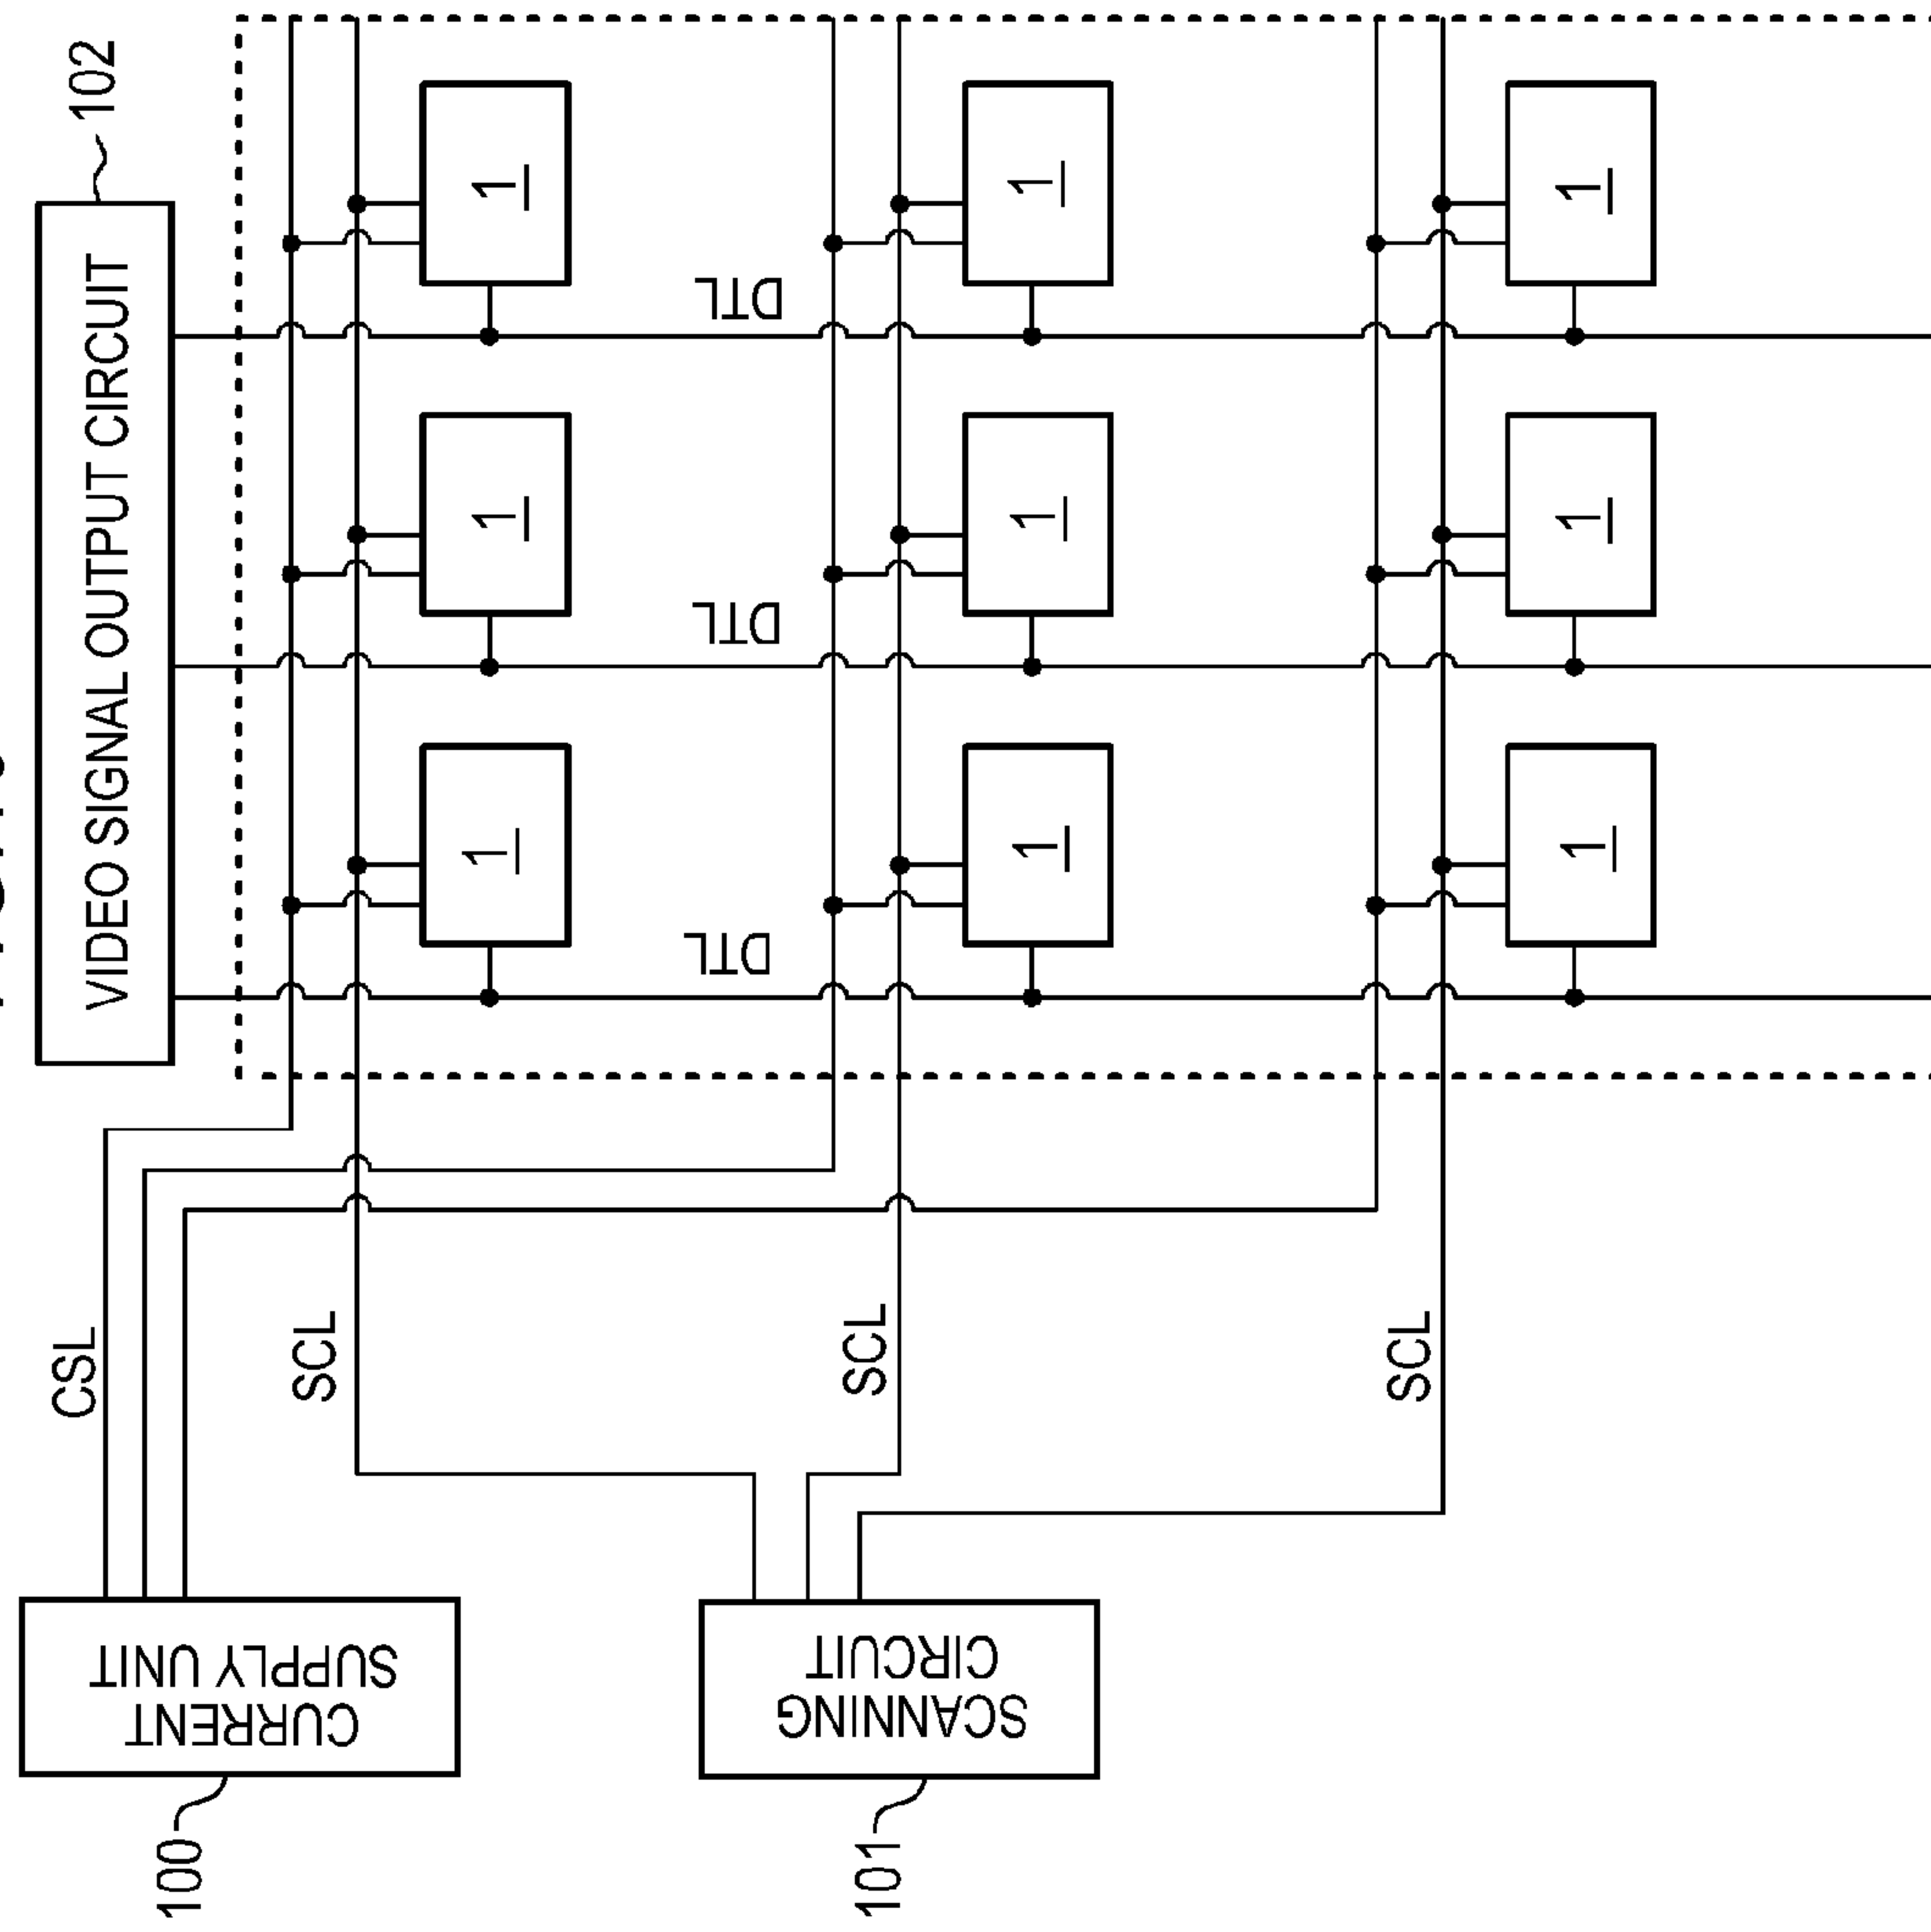 VIDEO SIGNAL OUTPUT CIRCUIT
102
1
1
1
DTL
DTL
DTL
1
1
1
1
1
1
CSL
SCL
SCL
SCL
CURRENT
SUPPLY UNIT
100
SCANNING
CIRCUIT
101